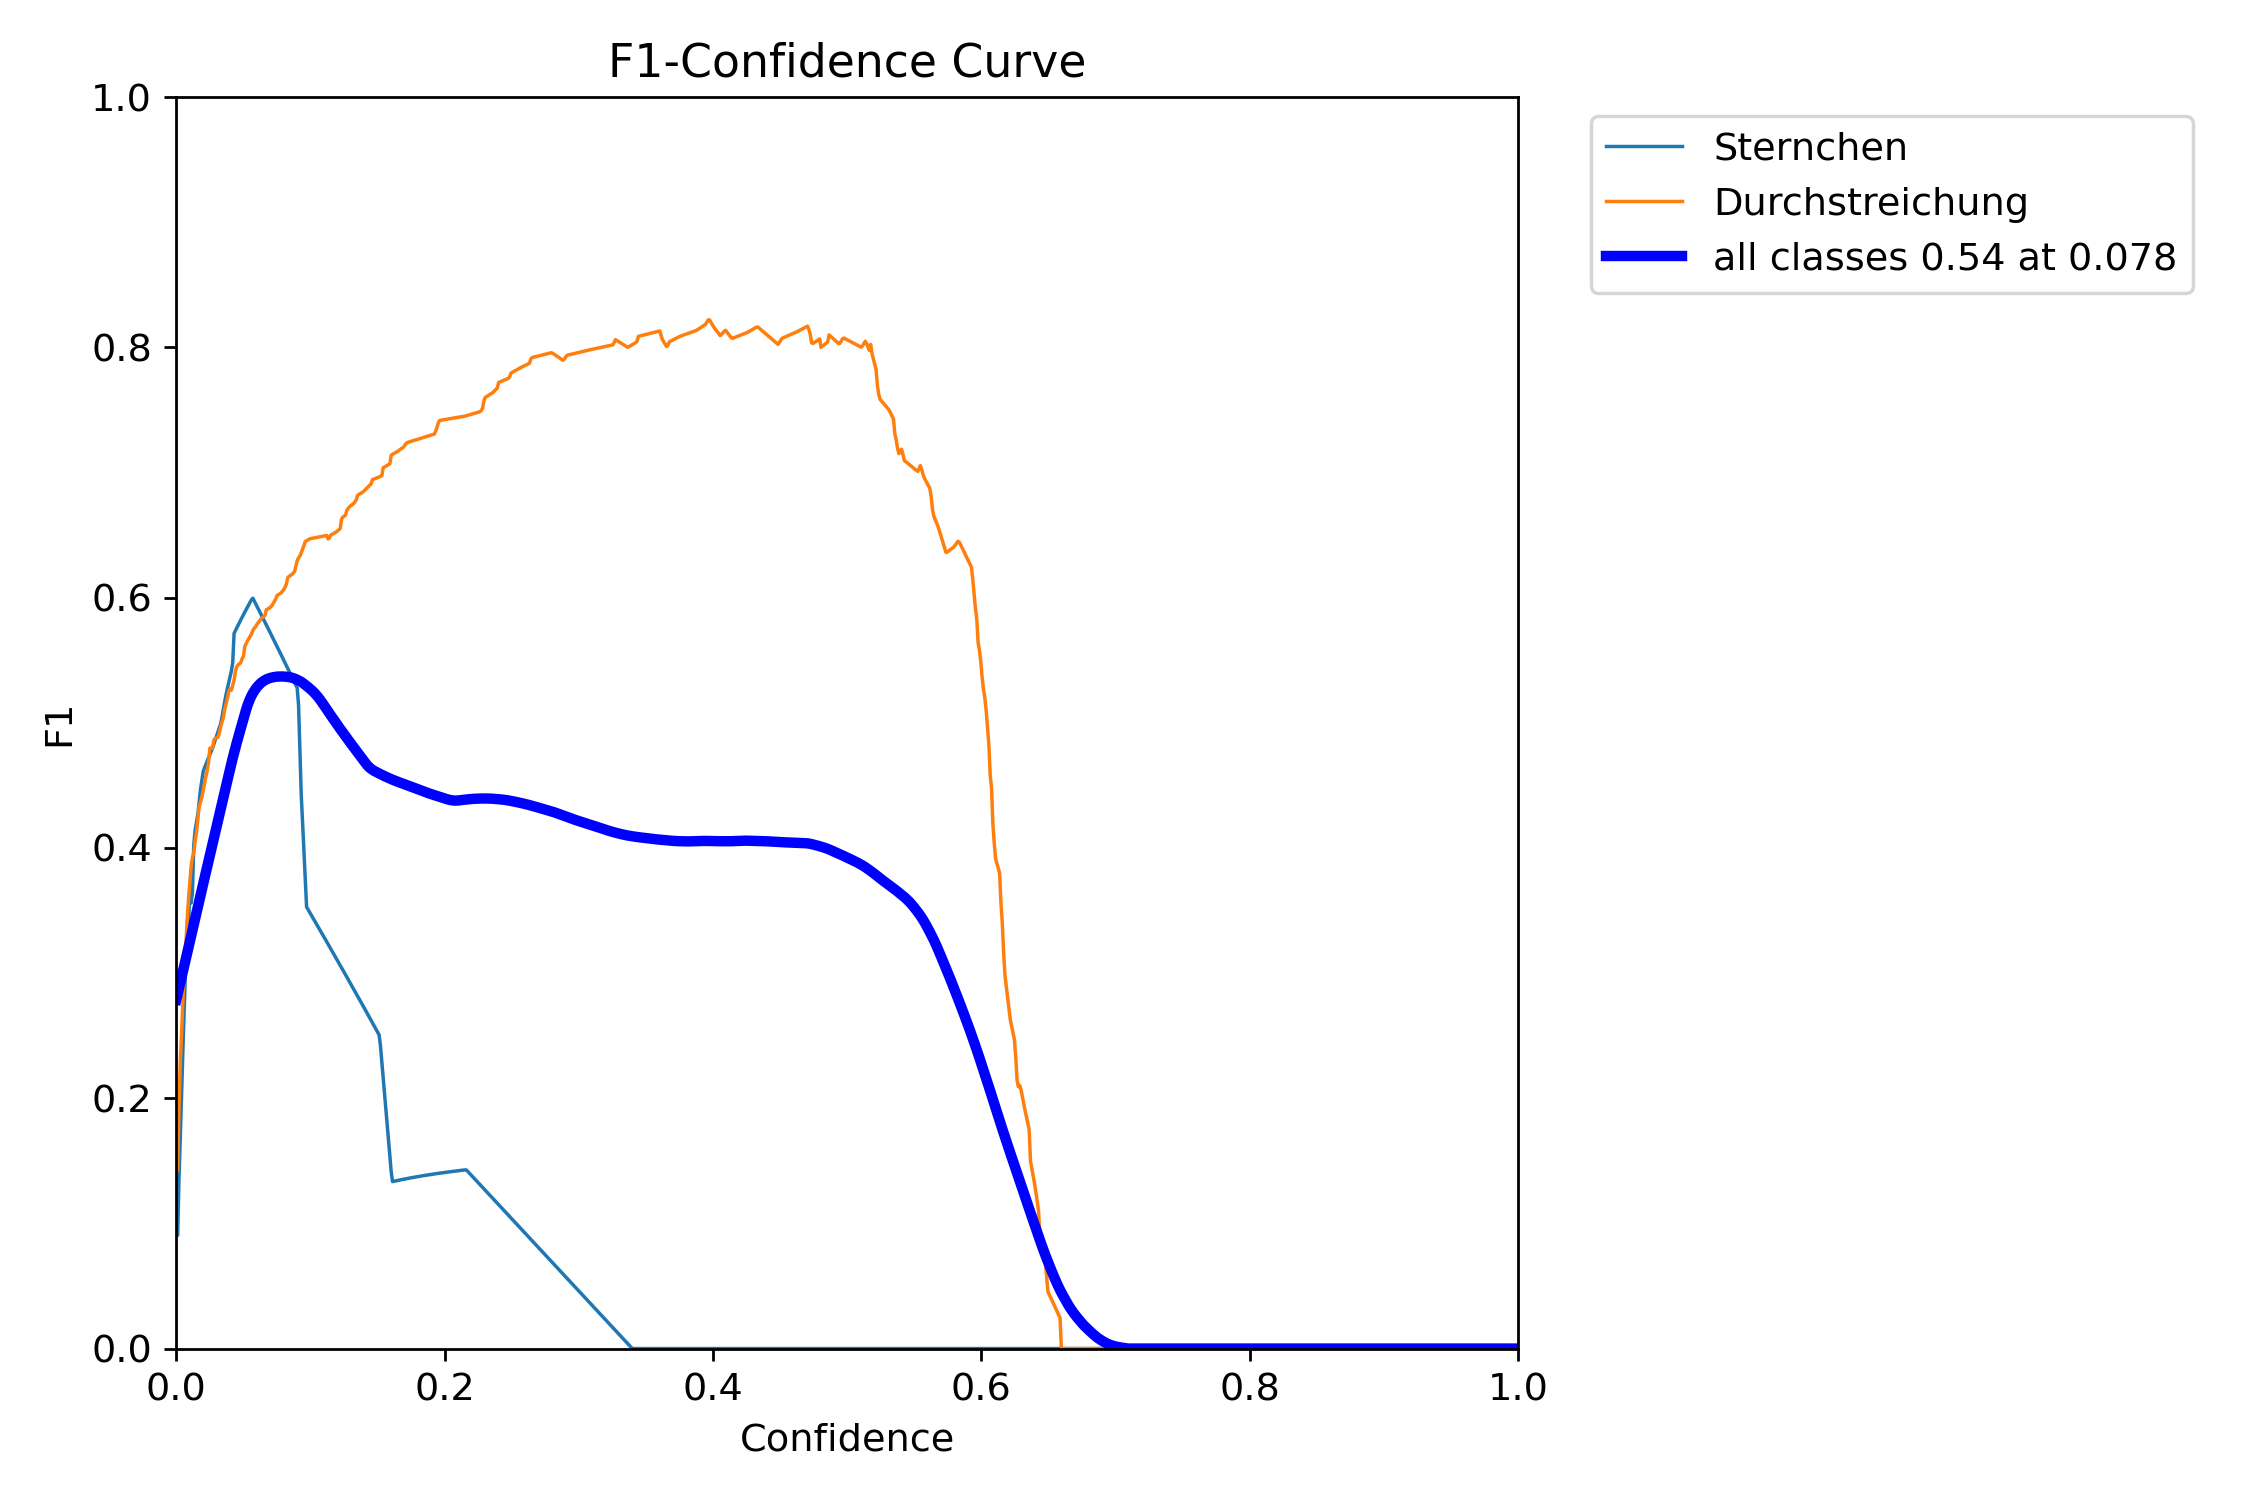 F1-Confidence Curve
1.0
0.8
0.6
0.4
0.2
0.0
F1
0.0 0.2 0.4 0.6 0.8 1.0
Confidence
Sternchen
Durchstreichung
all classes 0.54 at 0.078